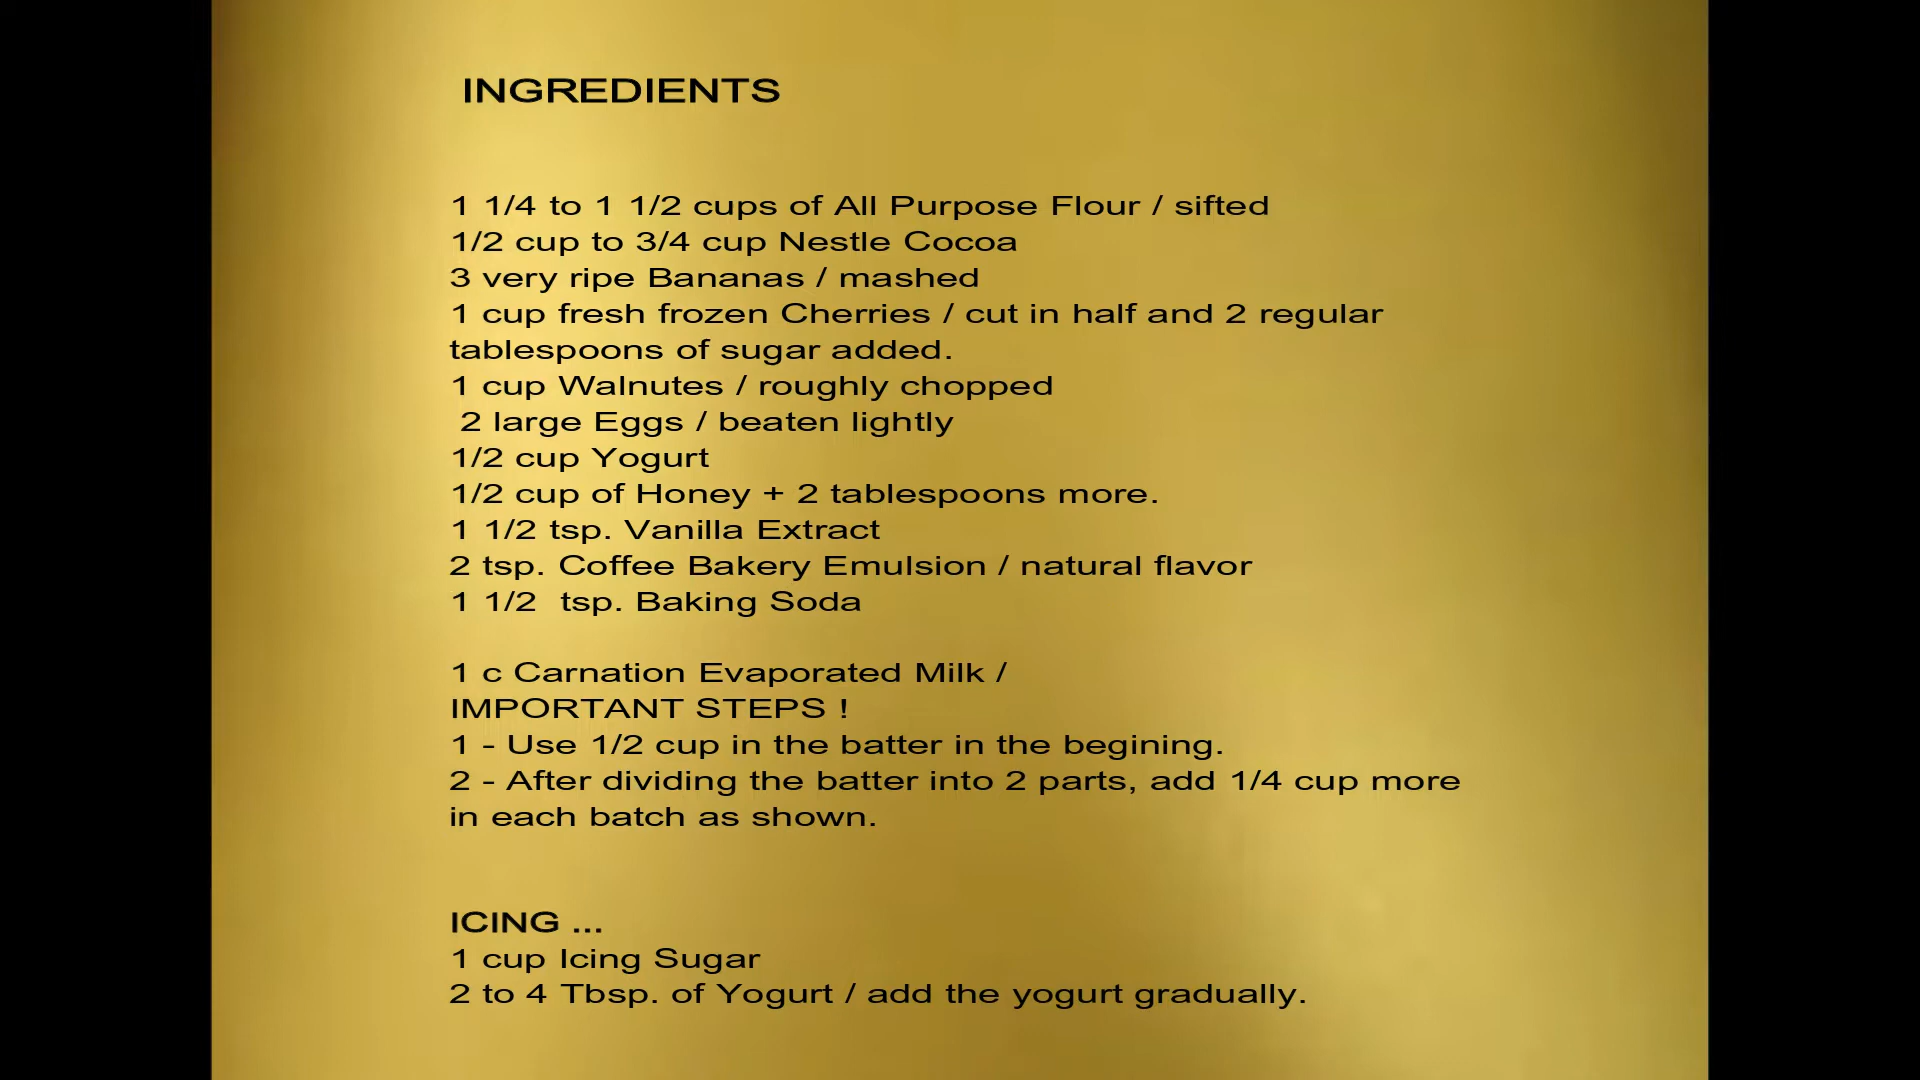 INGREDIENTS
1 1/4 to 1 1/2 cups of All Purpose Flour / sifted
1/2 cup to 3/4 cup Nestle Cocoa
3 very ripe Bananas / mashed
1 cup fresh frozen Cherries / cut in half and 2 regular
tablespoons of sugar added.
1 cup Walnutes / roughly chopped
2 large Eggs / beaten lightly
1/2 cup Yogurt
1/2 cup of Honey + 2 tablespoons more.
1 1/2 tsp. Vanilla Extract
2 tsp. Coffee Bakery Emulsion / natural flavor
1 1/2 tsp. Baking Soda
1 c Carnation Evaporated Milk /
IMPORTANT STEPS !
1 - Use 1/2 cup in the batter in the begining.
2 - After dividing the batter into 2 parts, add 1/4 cup more
in each batch as shown.
ICING ...
1 cup Icing Sugar
2 to 4 Tbsp. of Yogurt / add the yogurt gradually.